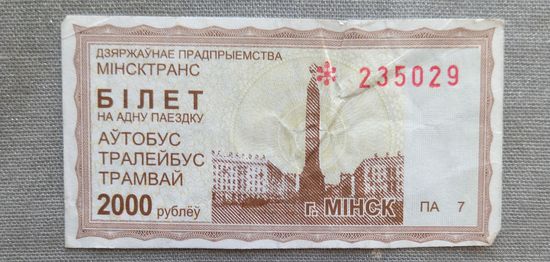 ДЗЯРЖАЎНАЕ ПРАДПРЫЕМСТВА
МІНСКТРАНС
235029
БІЛЕТ
НА АДНУ ПАЕЗДКУ
АЎТОБУС
ТРАЛЕЙБУС
ТРАМВАЙ
2000 рублёў
г. МІНСК
ПА 7